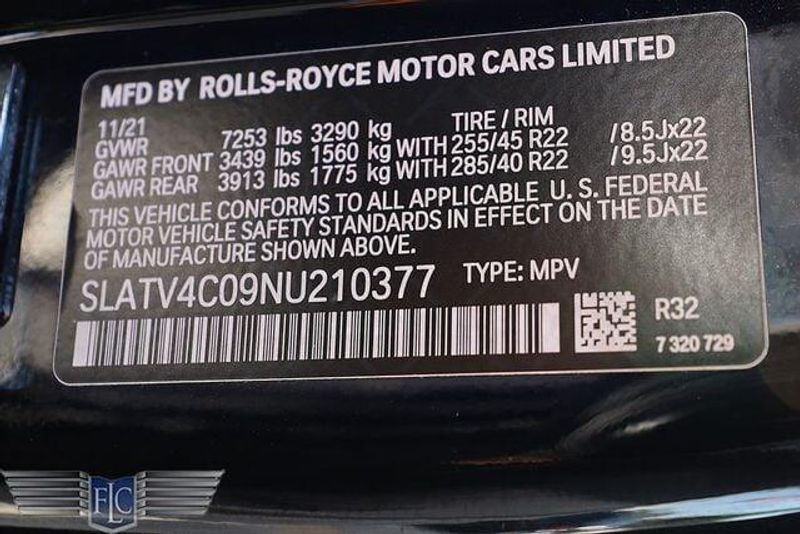 MFD BY ROLLS-ROYCE MOTOR CARS LIMITED
11/21 TIRE / RIM
GVWR 7253 lbs 3290 kg
GAWR FRONT 3439 lbs 1560 kg WITH 255/45 R22 /8.5Jx22
GAWR REAR 3913 lbs 1775 kg WITH 285/40 R22 /9.5Jx22
THIS VEHICLE CONFORMS TO ALL APPLICABLE U. S. FEDERAL
MOTOR VEHICLE SAFETY STANDARDS IN EFFECT ON THE DATE
OF MANUFACTURE SHOWN ABOVE.
SLATV4C09NU210377 TYPE: MPV
R32
7 320 729
FLC